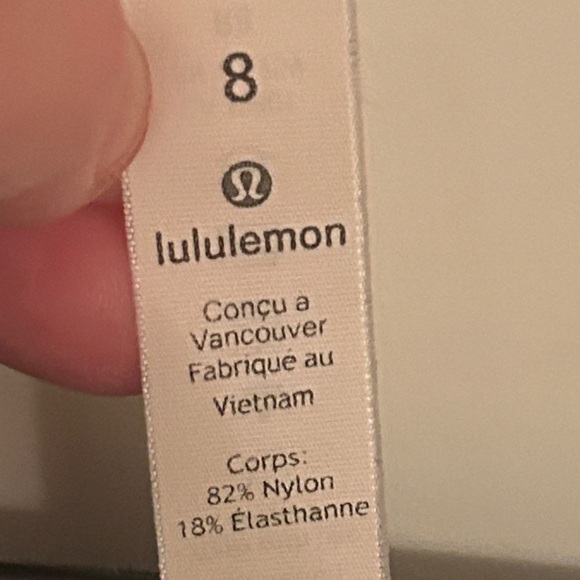 8
lululemon
Conçu a
Vancouver
Fabriqué au
Vietnam
Corps:
82% Nylon
18% Élasthanne